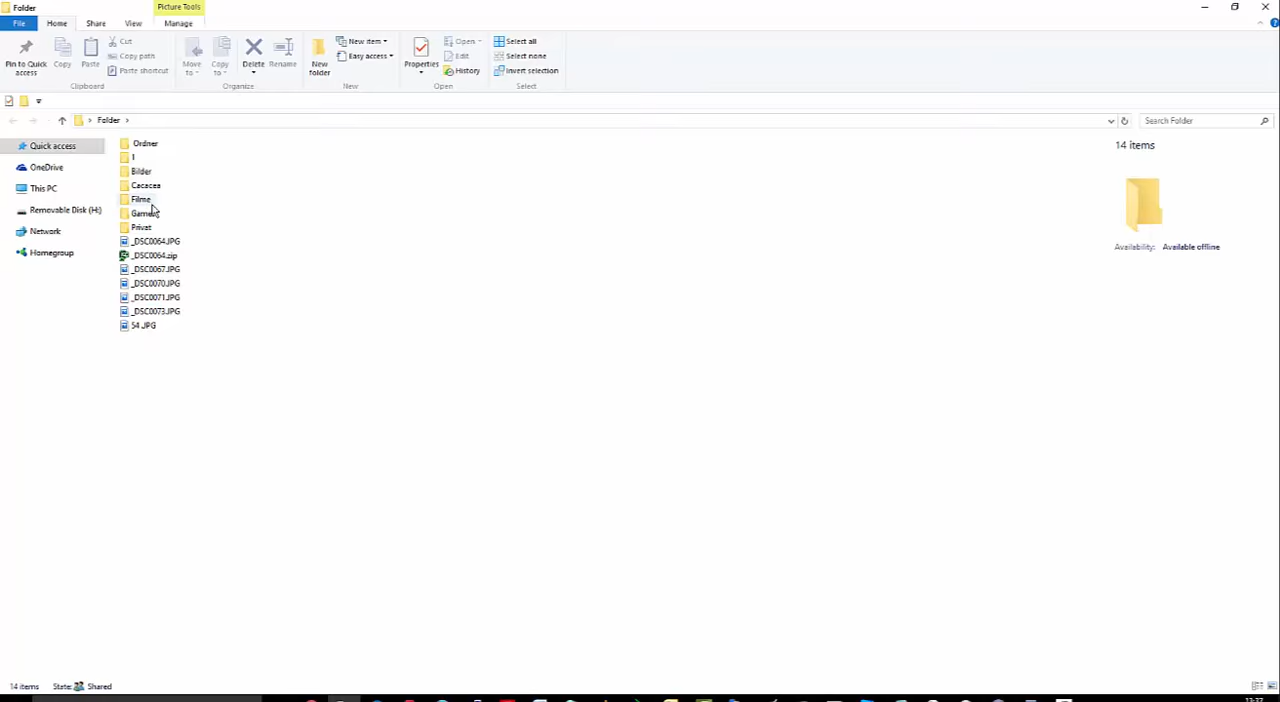 Folder
Picture Tools
File
Home
Share
View
Manage
Pin to Quick access
Copy
Paste
Cut
Copy path
Paste shortcut
Clipboard
Move to
Copy to
Delete
Rename
Organize
New folder
New item
Easy access
New
Properties
Open
Edit
History
Open
Select all
Select none
Invert selection
Select
Folder
Search Folder
Quick access
OneDrive
This PC
Removable Disk (H:)
Network
Homegroup
Ordner
1
Bilder
Cacacea
Filme
Privat
_DSC0064.JPG
_DSC0064.zip
_DSC0067.JPG
_DSC0070.JPG
_DSC0071.JPG
_DSC0073.JPG
54 .JPG
14 items
Availability: Available offline
14 items State: Shared